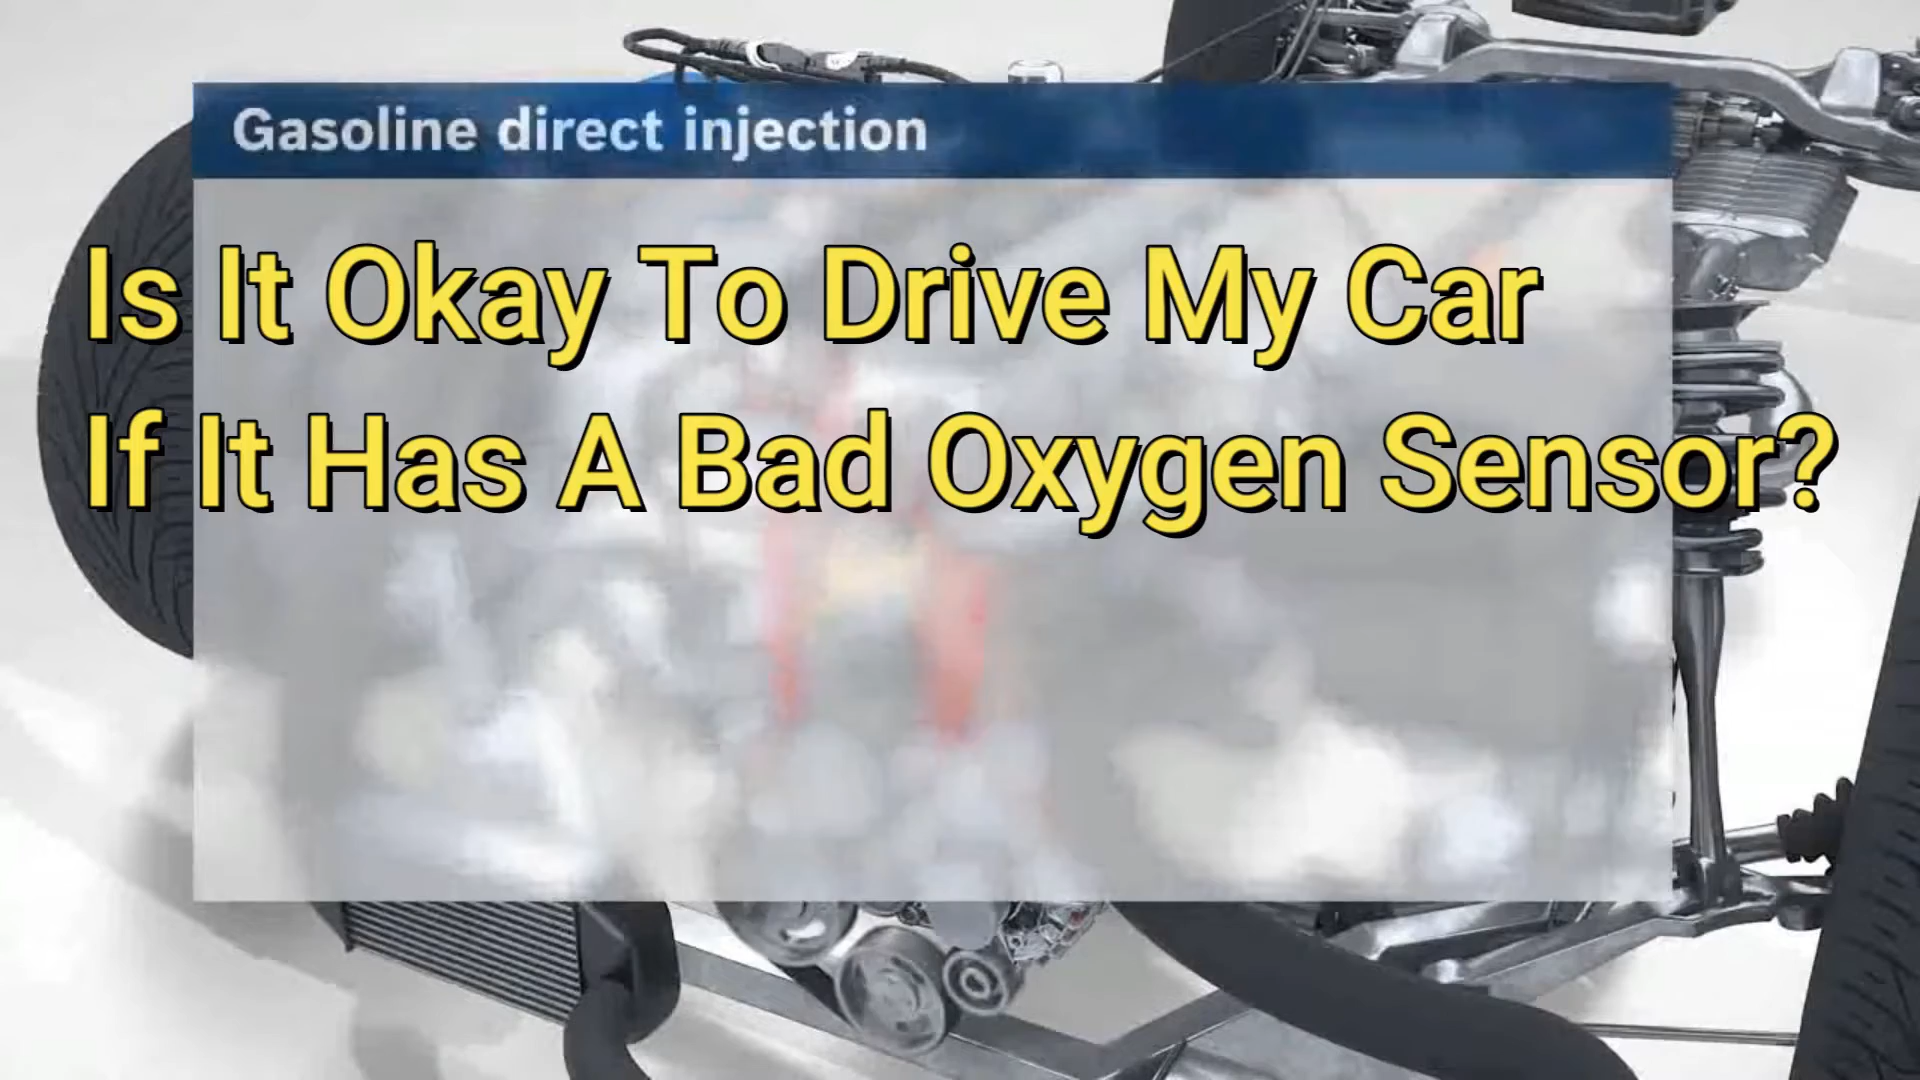 Gasoline direct injection
Is It Okay To Drive My Car
If It Has A Bad Oxygen Sensor?